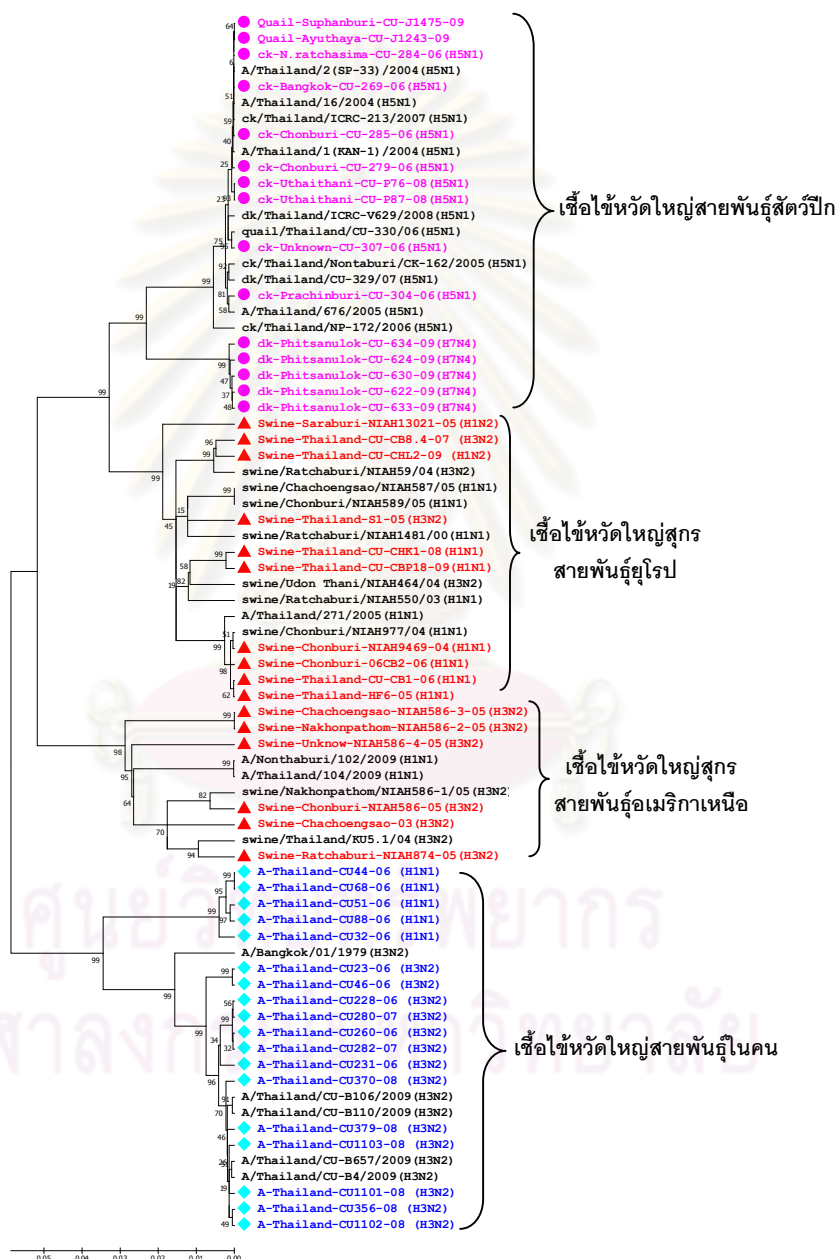 Quail-Suphanburi-CU-J1475-09
Quail-Ayuthaya-CU-J1243-09
ck-N.ratchasima-CU-284-06(H5N1)
A/Thailand/2(SP-33)/2004(H5N1)
ck-Bangkok-CU-269-06(H5N1)
A/Thailand/16/2004(H5N1)
ck/Thailand/ICRC-213/2007(H5N1)
ck-Chonburi-CU-285-06(H5N1)
A/Thailand/1(KAN-1)/2004(H5N1)
ck-Chonburi-CU-279-06(H5N1)
ck-Uthaithani-CU-P76-08(H5N1)
ck-Uthaithani-CU-P87-08(H5N1)
dk/Thailand/ICRC-V629/2008(H5N1)
quail/Thailand/CU-330/06(H5N1)
ck-Unknown-CU-307-06(H5N1)
ck/Thailand/Nontaburi/CK-162/2005(H5N1)
dk/Thailand/CU-329/07(H5N1)
ck-Prachinburi-CU-304-06(H5N1)
A/Thailand/676/2005(H5N1)
ck/Thailand/NP-172/2006(H5N1)
dk-Phitsanulok-CU-634-09(H7N4)
dk-Phitsanulok-CU-624-09(H7N4)
dk-Phitsanulok-CU-630-09(H7N4)
dk-Phitsanulok-CU-622-09(H7N4)
dk-Phitsanulok-CU-633-09(H7N4)
เชื้อไข้หวัดใหญ่สายพันธุ์สัตว์ปีก
Swine-Saraburi-NIAH13021-05(H1N2)
Swine-Thailand-CU-CB8.4-07 (H3N2)
Swine-Thailand-CU-CHL2-09 (H1N2)
swine/Ratchaburi/NIAH59/04(H3N2)
swine/Chachoengsao/NIAH587/05(H1N1)
swine/Chonburi/NIAH589/05(H1N1)
Swine-Thailand-S1-05(H3N2)
swine/Ratchaburi/NIAH1481/00(H1N1)
Swine-Thailand-CU-CHK1-08(H1N1)
Swine-Thailand-CU-CBP18-09(H1N1)
swine/Udon Thani/NIAH464/04(H3N2)
swine/Ratchaburi/NIAH550/03(H1N1)
A/Thailand/271/2005(H1N1)
swine/Chonburi/NIAH977/04(H1N1)
Swine-Chonburi-NIAH9469-04(H1N1)
Swine-Chonburi-06CB2-06(H1N1)
Swine-Thailand-CU-CB1-06(H1N1)
Swine-Thailand-HF6-05(H1N1)
เชื้อไข้หวัดใหญ่สุกร
สายพันธุ์ยุโรป
Swine-Chachoengsao-NIAH586-3-05(H3N2)
Swine-Nakhonpathom-NIAH586-2-05(H3N2)
Swine-Unknow-NIAH586-4-05(H3N2)
A/Nonthaburi/102/2009(H1N1)
A/Thailand/104/2009(H1N1)
swine/Nakhonpathom/NIAH586-1/05(H3N2)
Swine-Chonburi-NIAH586-05(H3N2)
Swine-Chachoengsao-03(H3N2)
swine/Thailand/KU5.1/04(H3N2)
Swine-Ratchaburi-NIAH874-05(H3N2)
เชื้อไข้หวัดใหญ่สุกร
สายพันธุ์อเมริกาเหนือ
A-Thailand-CU44-06 (H1N1)
A-Thailand-CU68-06 (H1N1)
A-Thailand-CU51-06 (H1N1)
A-Thailand-CU88-06 (H1N1)
A-Thailand-CU32-06 (H1N1)
A/Bangkok/01/1979(H3N2)
A-Thailand-CU23-06 (H3N2)
A-Thailand-CU46-06 (H3N2)
A-Thailand-CU228-06 (H3N2)
A-Thailand-CU280-07 (H3N2)
A-Thailand-CU260-06 (H3N2)
A-Thailand-CU282-07 (H3N2)
A-Thailand-CU231-06 (H3N2)
A-Thailand-CU370-08 (H3N2)
A/Thailand/CU-B106/2009(H3N2)
A/Thailand/CU-B110/2009(H3N2)
A-Thailand-CU379-08 (H3N2)
A-Thailand-CU1103-08 (H3N2)
A/Thailand/CU-B657/2009(H3N2)
A/Thailand/CU-B4/2009(H3N2)
A-Thailand-CU1101-08 (H3N2)
A-Thailand-CU356-08 (H3N2)
A-Thailand-CU1102-08 (H3N2)
เชื้อไข้หวัดใหญ่สายพันธุ์ในคน
0.05 0.04 0.03 0.02 0.01 0.00